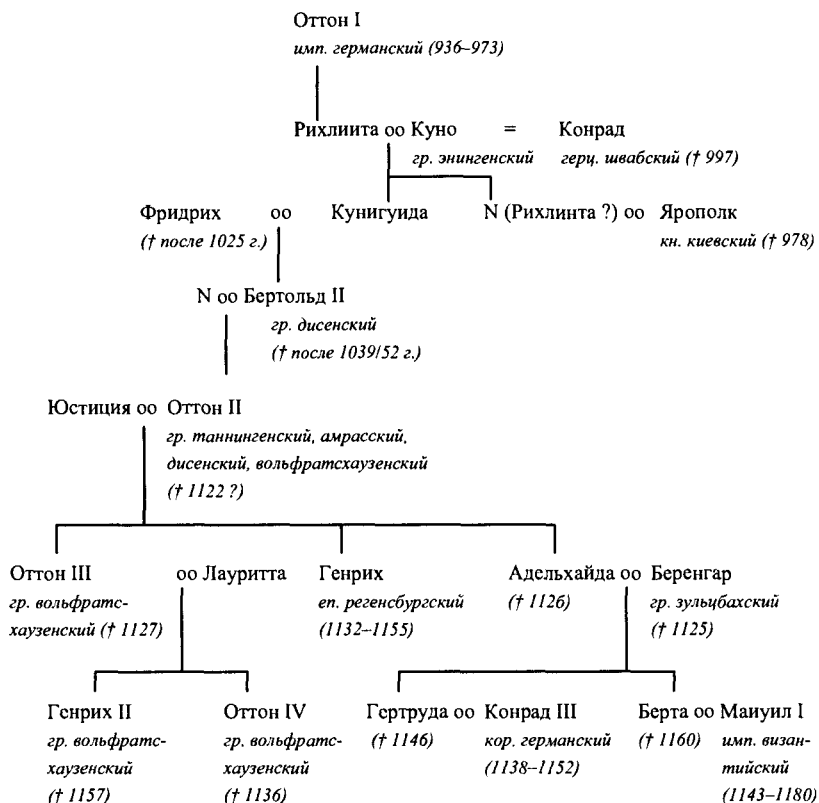 Оттон I
имп. германский (936–973)
Рихлиита оо Куно = Конрад
гр. энингенский герц. швабский († 997)
Фридрих оо Кунигуида N (Рихлинта ?) оо Ярополк
(† после 1025 г.) кн. киевский († 978)
N оо Бертольд II
гр. дисенский
(† после 1039/52 г.)
Юстиция оо Оттон II
гр. таннингенский, амрасский,
дисенский, вольфратсхаузенский
(† 1122 ?)
Оттон III оо Лауритта Генрих Адельхайда оо Беренгар
гр. вольфратс- еп. регенсбургский († 1126) гр. зульцбахский
хаузенский († 1127) (1132–1155) († 1125)
Генрих II Оттон IV Гертруда оо Конрад III Берта оо Маиуил I
гр. вольфратс- гр. вольфратс- († 1146) кор. германский († 1160) имп. визан-
хаузенский хаузенский (1138–1152) тийский
(† 1157) († 1136) (1143–1180)